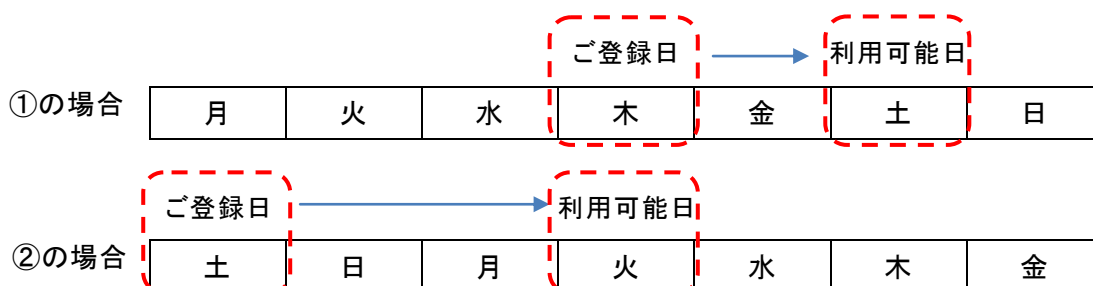 ご登録日 利用可能日
①の場合 月 火 水 木 金 土 日
ご登録日 利用可能日
②の場合 土 日 月 火 水 木 金